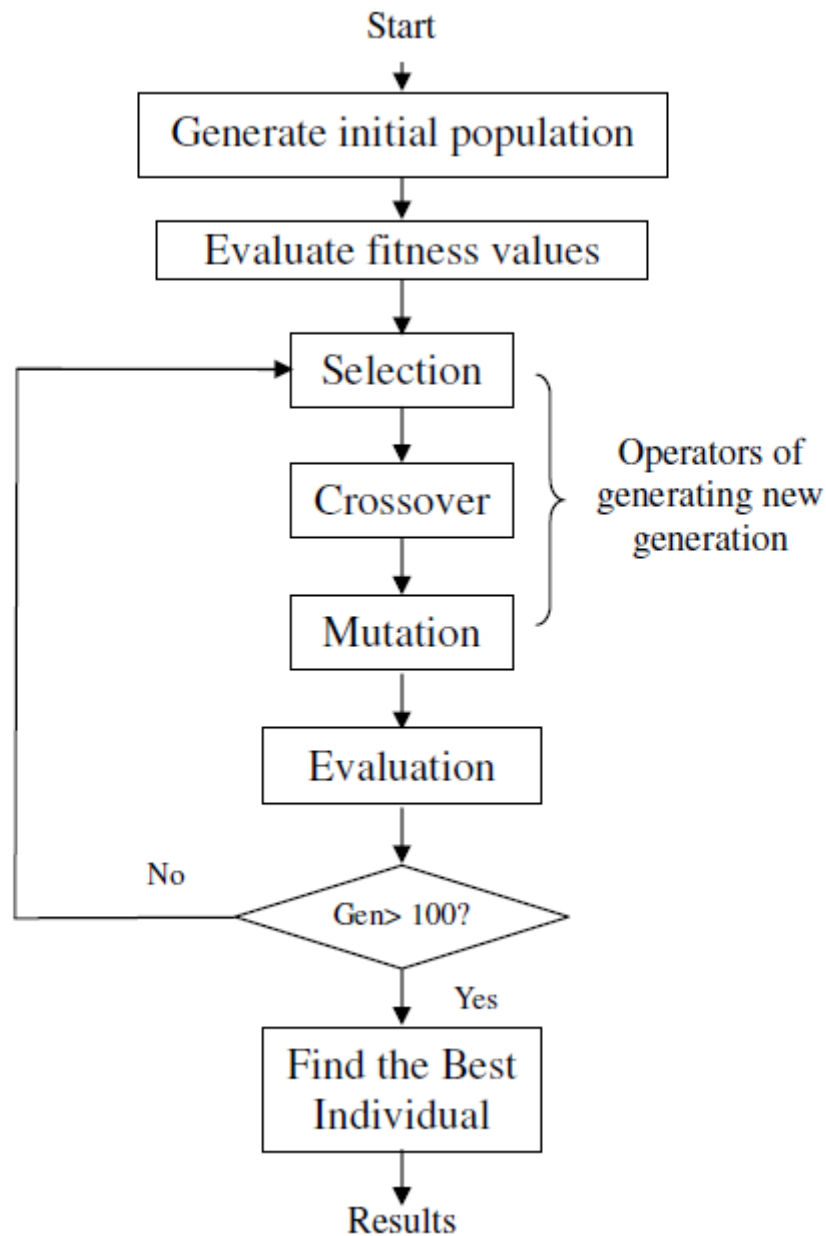 Start
Generate initial population
Evaluate fitness values
Selection
Crossover
Operators of
generating new
generation
Mutation
Evaluation
No
Gen> 100?
Yes
Find the Best
Individual
Results